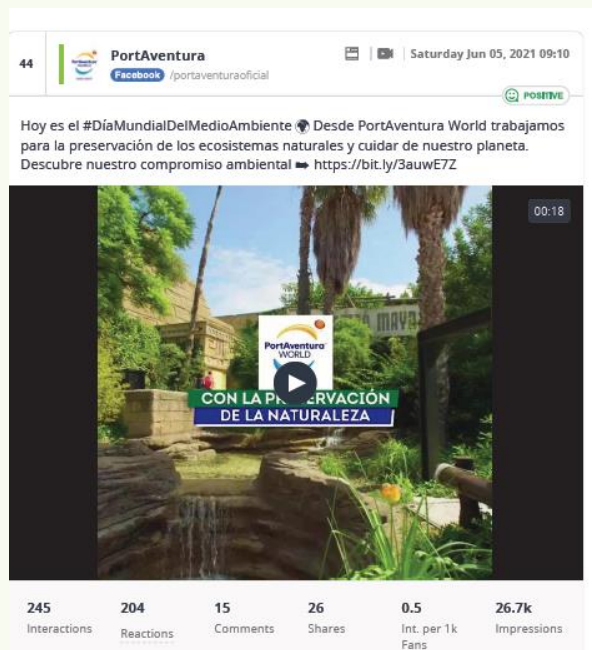 44
PortAventura
Facebook /portaventuraoficial
Saturday Jun 05, 2021 09:10
POSITIVE
Hoy es el #DíaMundialDelMedioAmbiente Desde PortAventura World trabajamos
para la preservación de los ecosistemas naturales y cuidar de nuestro planeta.
Descubre nuestro compromiso ambiental https://bit.ly/3auwE7Z
00:18
MAYA
PortAventura
WORLD
CON LA PRESERVACIÓN
DE LA NATURALEZA
245 204 15 26 0.5 26.7k
Interactions Reactions Comments Shares Int. per 1k Impressions
Fans